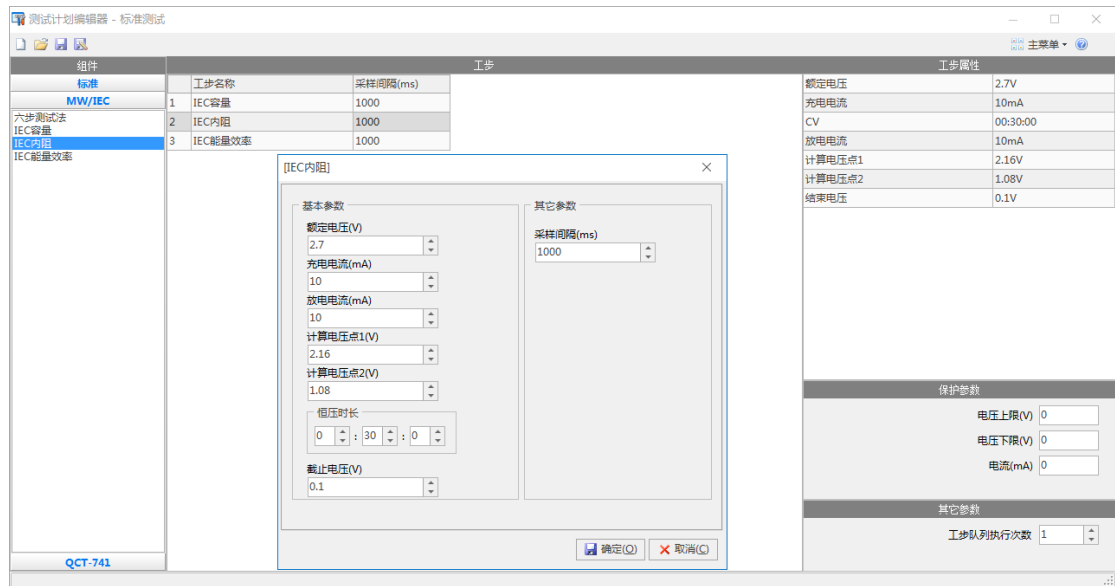 测试计划编辑器 - 标准测试
主菜单
组件
标准
MW/IEC
六步测试法
IEC容量
IEC内阻
IEC能量效率
QCT-741
工步
工步名称 采样间隔(ms)
1 IEC容量 1000
2 IEC内阻 1000
3 IEC能量效率 1000
[IEC内阻]
基本参数
额定电压(V)
2.7
充电电流(mA)
10
放电电流(mA)
10
计算电压点1(V)
2.16
计算电压点2(V)
1.08
恒压时长
0 : 30 : 0
截止电压(V)
0.1
其它参数
采样间隔(ms)
1000
确定(O) 取消(C)
工步属性
额定电压 2.7V
充电电流 10mA
CV 00:30:00
放电电流 10mA
计算电压点1 2.16V
计算电压点2 1.08V
结束电压 0.1V
保护参数
电压上限(V) 0
电压下限(V) 0
电流(mA) 0
其它参数
工步队列执行次数 1